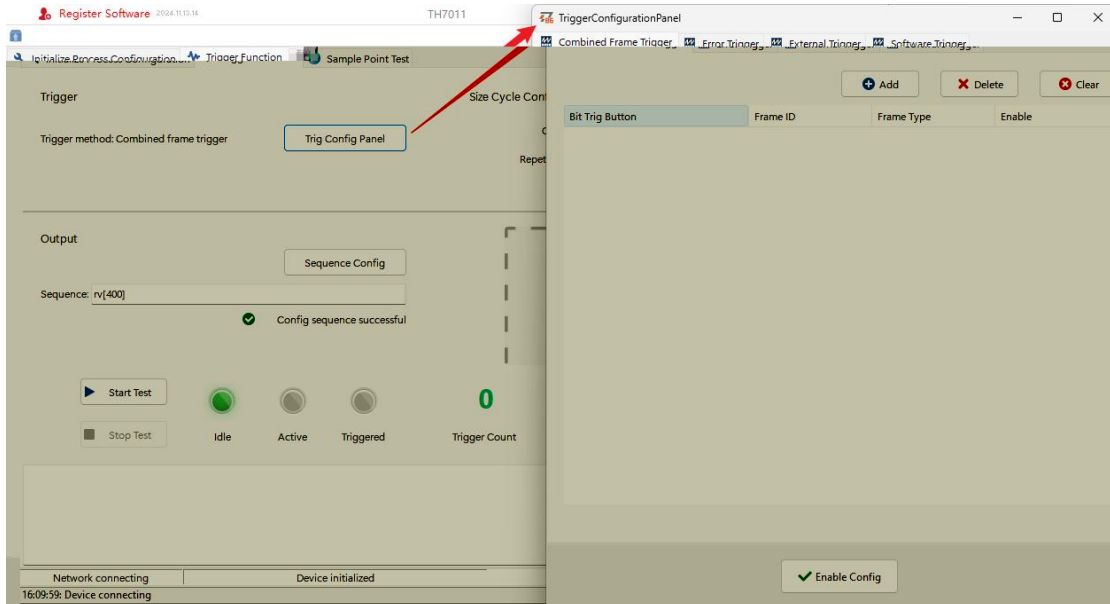 Register Software 2024.11.13.14
TH7011
TriggerConfigurationPanel
Combined Frame Trigger
Error Trigger
External Trigger
Software Trigger
Initialize Process Configuration
Trigger Function
Sample Point Test
Add
Delete
Clear
Trigger
Size Cycle Conf
Bit Trig Button
Frame ID
Frame Type
Enable
Trigger method: Combined frame trigger
Trig Config Panel
Repet
Output
Sequence Config
Sequence: rv[400]
Config sequence successful
Start Test
0
Stop Test
Idle
Active
Triggered
Trigger Count
Enable Config
Network connecting
Device initialized
16:09:59: Device connecting